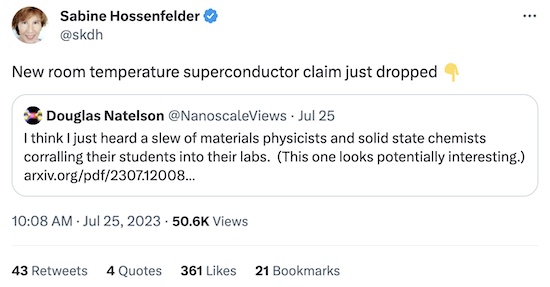 Sabine Hossenfelder
@skdh
New room temperature superconductor claim just dropped 👇
Douglas Natelson @NanoscaleViews · Jul 25
I think I just heard a slew of materials physicists and solid state chemists
corralling their students into their labs.  (This one looks potentially interesting.)
arxiv.org/pdf/2307.12008...
10:08 AM · Jul 25, 2023 · 50.6K Views
43 Retweets 4 Quotes 361 Likes 21 Bookmarks